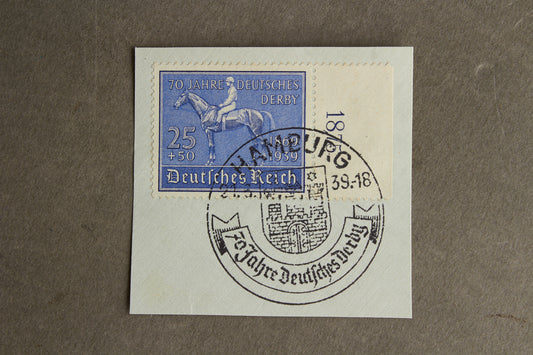 70 JAHRE DEUTSCHES
DERBY
25
+50
1939
Deutsches Reich
HAMBURG
39.-18
70 Jahre Deutsches Derby